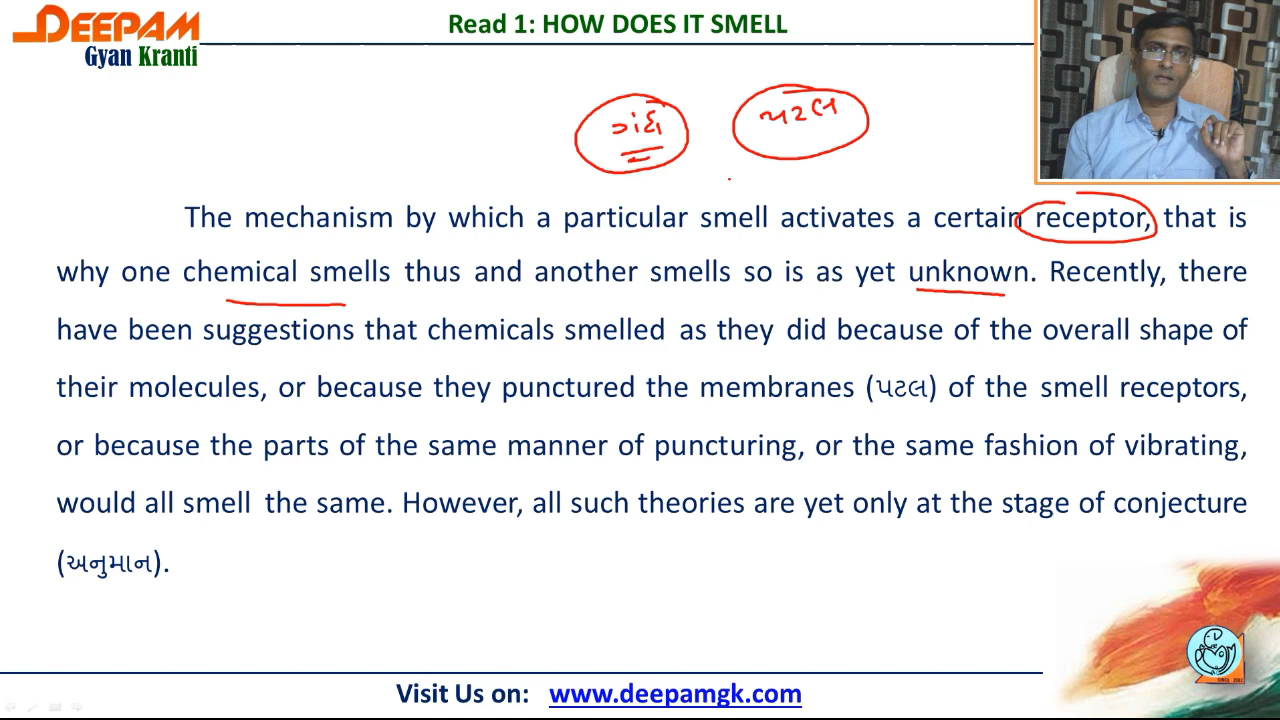 DEEPAM
Gyan Kranti
Read 1: HOW DOES IT SMELL
The mechanism by which a particular smell activates a certain receptor, that is
why one chemical smells thus and another smells so is as yet unknown. Recently, there
have been suggestions that chemicals smelled as they did because of the overall shape of
their molecules, or because they punctured the membranes (પટલ) of the smell receptors,
or because the parts of the same manner of puncturing, or the same fashion of vibrating,
would all smell the same. However, all such theories are yet only at the stage of conjecture
(અનુમાન).
Visit Us on: www.deepamgk.com